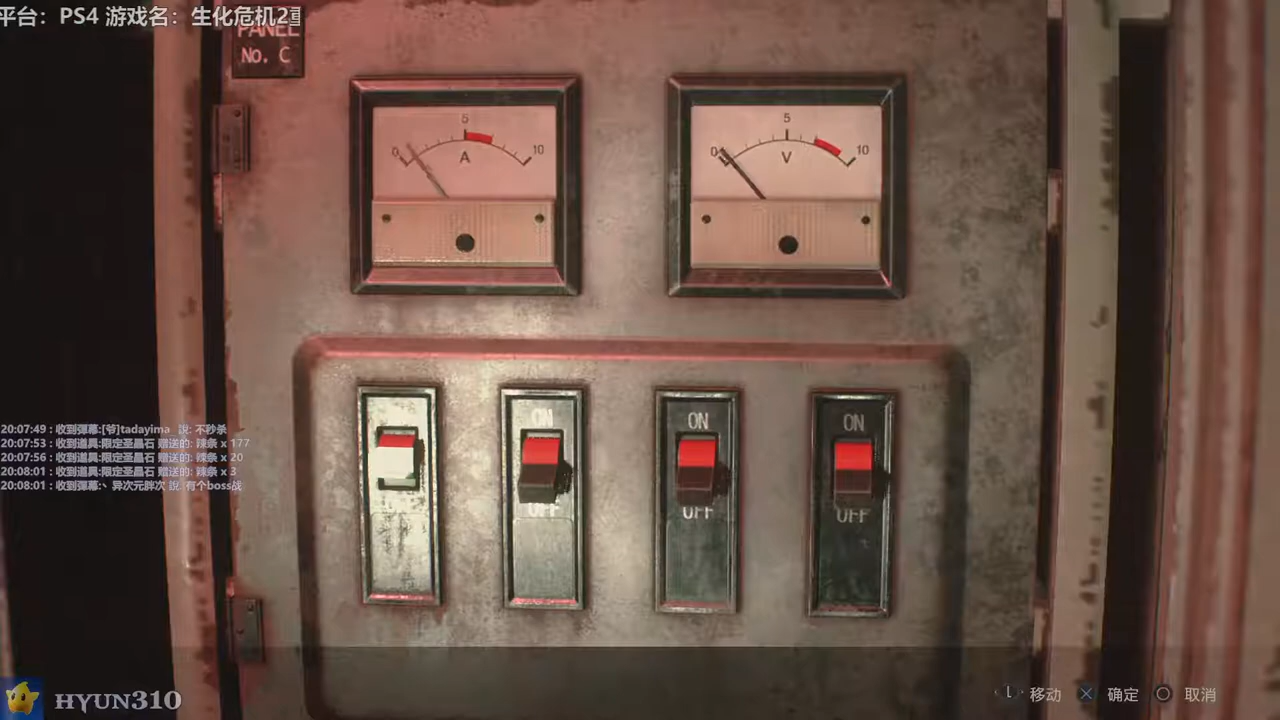 平台：PS4 游戏名：生化危机2
PANEL
No. C
0 5 10
A
0 5 10
V
ON
OFF
ON
OFF
ON
OFF
20:07:49 : 收到弹幕:[爷]tadayima 說: 不秒杀
20:07:53 : 收到道具:限定圣晶石 赠送的: 辣条 x 177
20:07:56 : 收到道具:限定圣晶石 赠送的: 辣条 x 20
20:08:01 : 收到道具:限定圣晶石 赠送的: 辣条 x 3
20:08:01 : 收到弹幕:丶异次元胖次 說: 有个boss战
HYUN310
L 移动 确定 取消